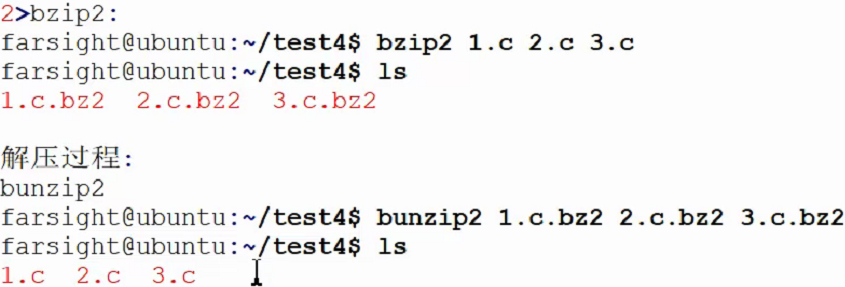 2>bzip2:
farsight@ubuntu:~/test4$ bzip2 1.c 2.c 3.c
farsight@ubuntu:~/test4$ ls
1.c.bz2  2.c.bz2  3.c.bz2
解压过程:
bunzip2
farsight@ubuntu:~/test4$ bunzip2 1.c.bz2 2.c.bz2 3.c.bz2
farsight@ubuntu:~/test4$ ls
1.c  2.c  3.c